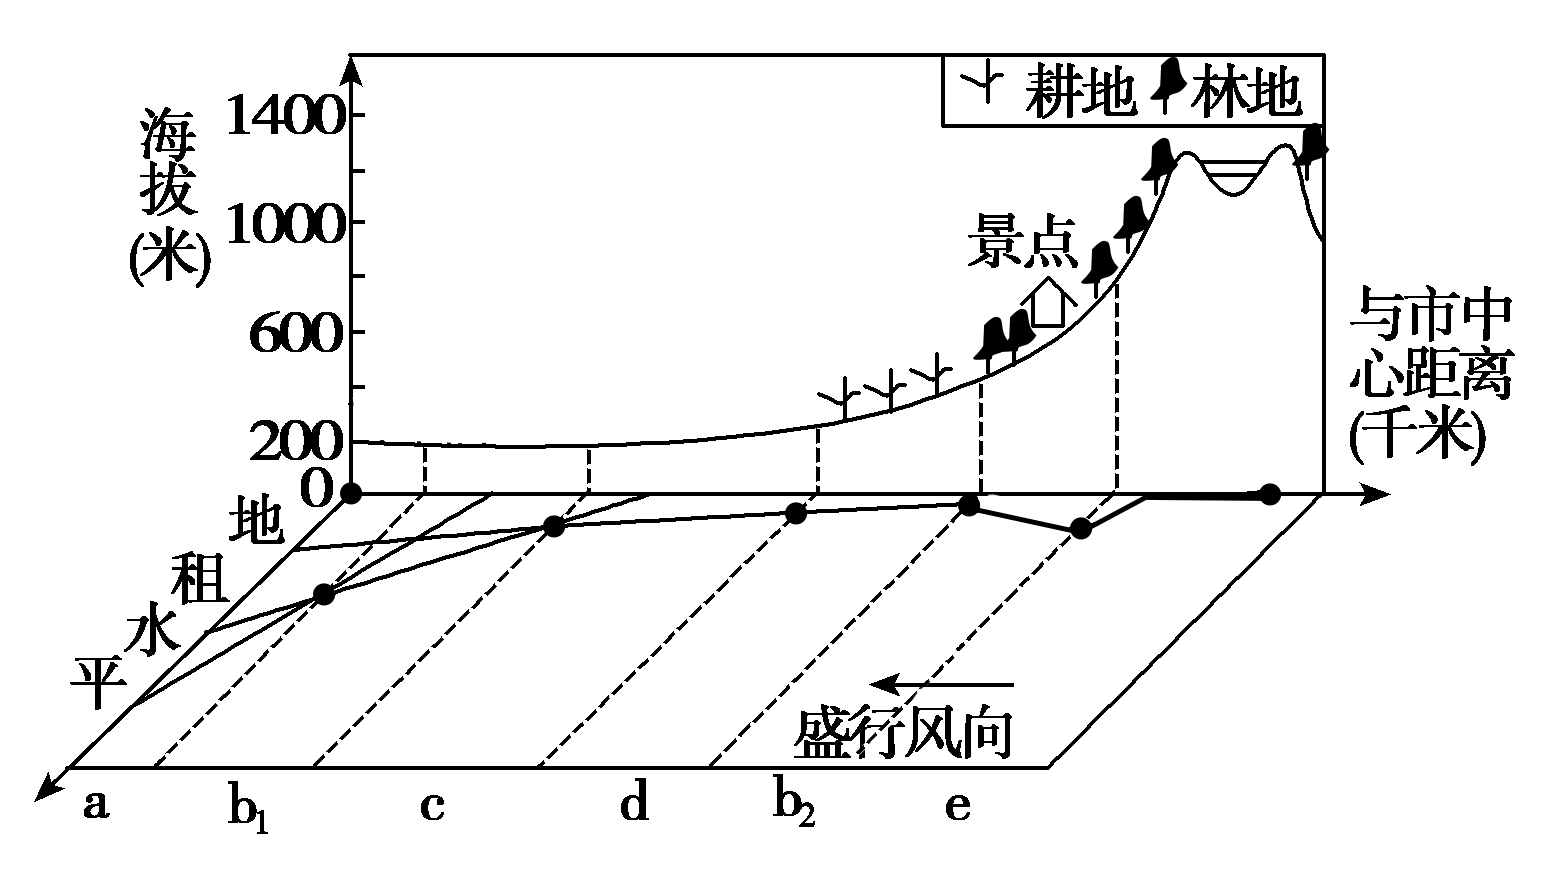 海拔(米)
1400
1000
600
200
0
耕地 林地
景点
与市中
心距离
(千米)
地租水平
盛行风向
a b₁ c d b₂ e